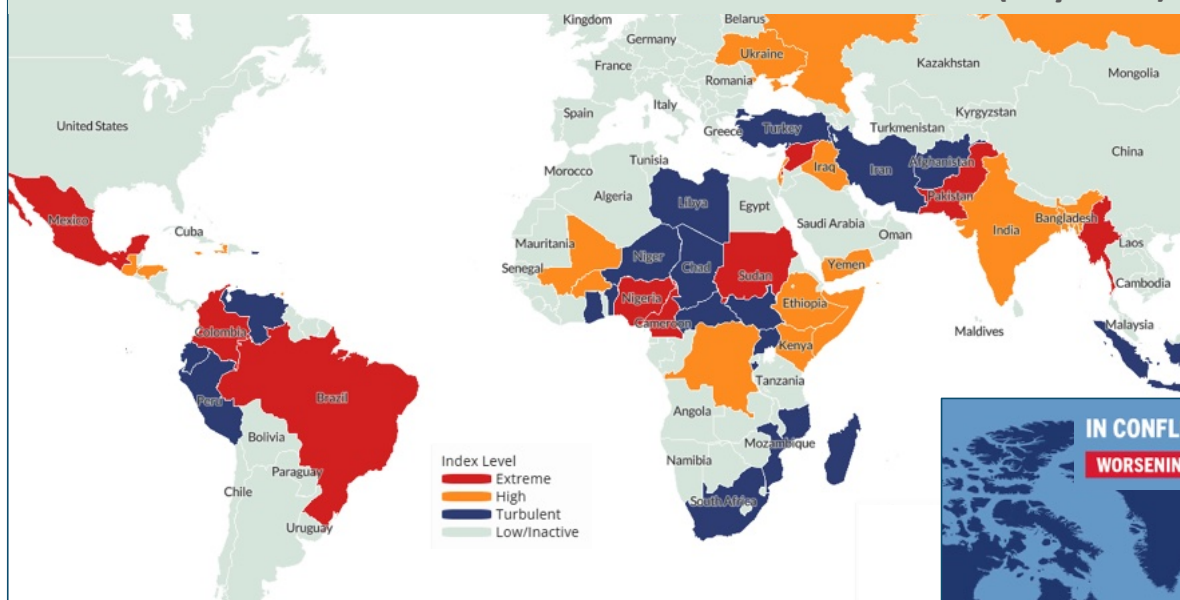 Kingdom
Belarus
Germany
Ukraine
Kazakhstan
France
Mongolia
Romania
Italy
Spain
Kyrgyzstan
United States
Greece
Turkey
Turkmenistan
China
Tunisia
Afghanistan
Morocco
Iraq
Iran
Algeria
Pakistan
Libya
Egypt
Mexico
Saudi Arabia
Bangladesh
Cuba
India
Oman
Mauritania
Laos
Niger
Yemen
Senegal
Chad
Sudan
Cambodia
Nigeria
Ethiopia
Cameroon
Malaysia
Colombia
Maldives
Kenya
Tanzania
Brazil
Peru
Angola
Bolivia
Mozambique
Namibia
Paraguay
Chile
South Africa
Uruguay
Index Level
Extreme
High
Turbulent
Low/Inactive
IN CONFL
WORSENIN